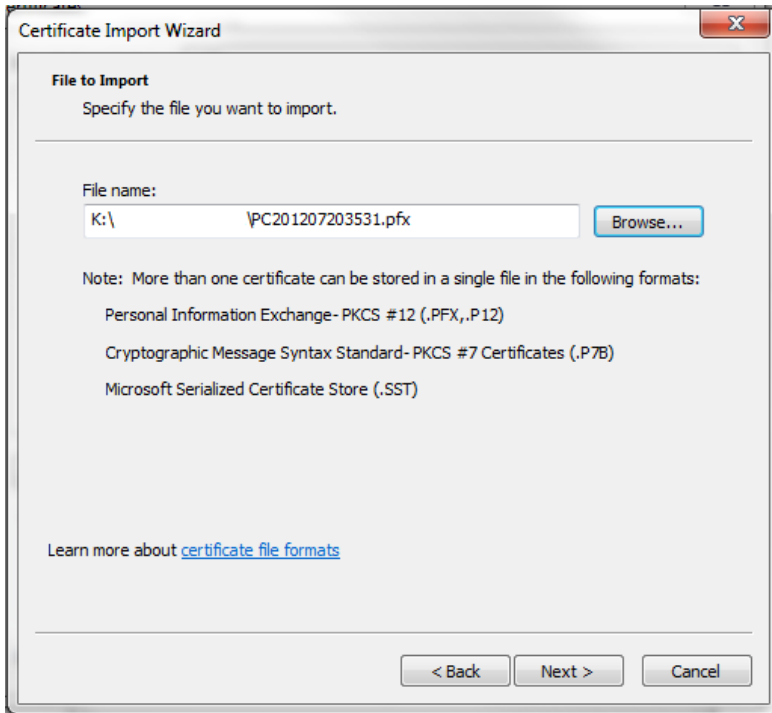 Certificate Import Wizard
File to Import
Specify the file you want to import.
File name:
K:\ \PC201207203531.pfx
Browse...
Note: More than one certificate can be stored in a single file in the following formats:
Personal Information Exchange- PKCS #12 (.PFX,.P12)
Cryptographic Message Syntax Standard- PKCS #7 Certificates (.P7B)
Microsoft Serialized Certificate Store (.SST)
Learn more about certificate file formats
< Back Next > Cancel